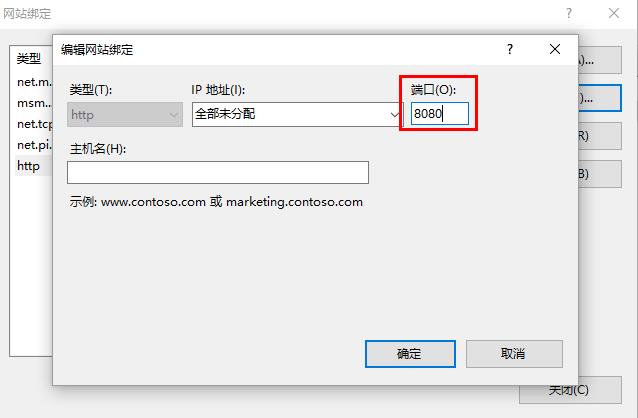 网站绑定
?
类型
net.m...
msm...
net.tcp
net.pi...
http
)...
)...
R)
B)
关闭(C)
编辑网站绑定
?
类型(T):
IP 地址(I):
端口(O):
http
全部未分配
8080
主机名(H):
示例: www.contoso.com 或 marketing.contoso.com
确定
取消